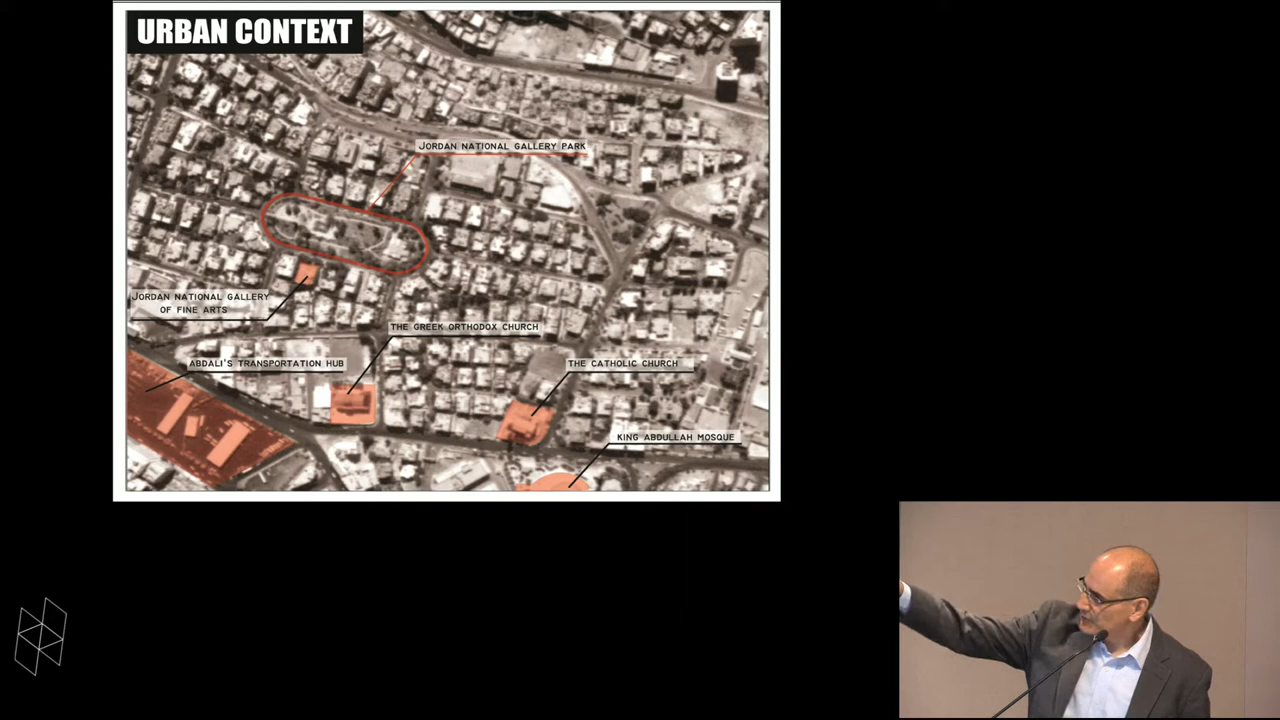 URBAN CONTEXT
JORDAN NATIONAL GALLERY PARK
JORDAN NATIONAL GALLERY
OF FINE ARTS
THE GREEK ORTHODOX CHURCH
ABDALI'S TRANSPORTATION HUB
THE CATHOLIC CHURCH
KING ABDULLAH MOSQUE